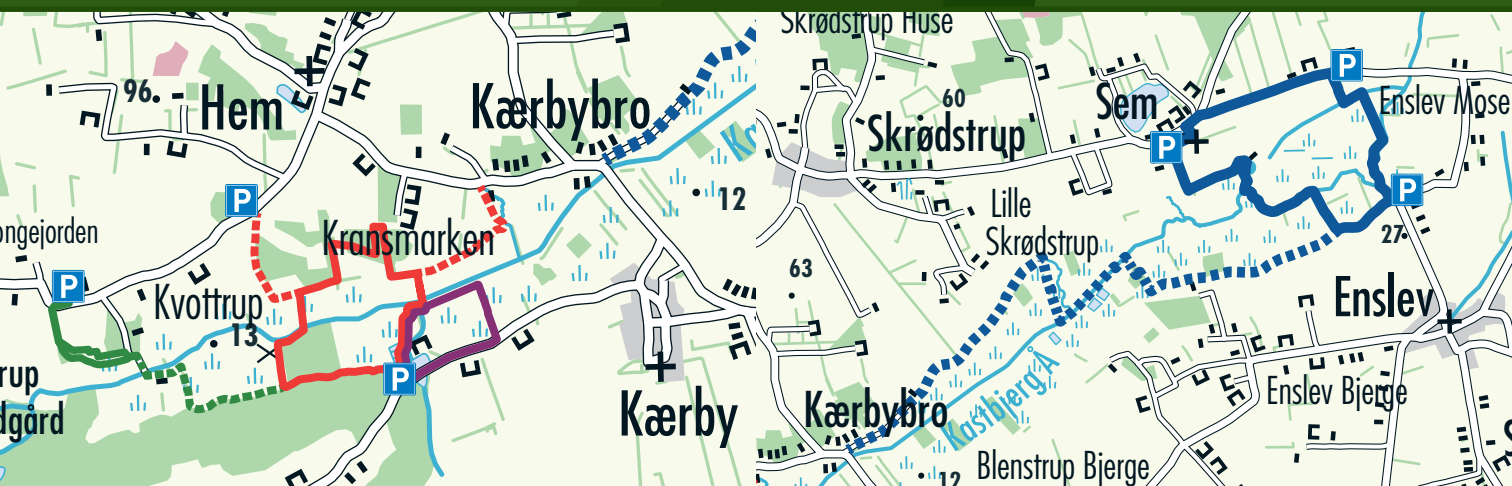 96
Hem
Kærbybro
12
Kransmarken
ongejorden
P
P
Kvottrup
13
rup
dgård
P
Kærby
Skrødstrup Huse
60
Skrødstrup
Sem
P
P
Enslev Mose
P
27
Lille
Skrødstrup
63
Enslev
Enslev Bjerge
Kærbybro
Kastbjerg Å
Blenstrup Bjerge
12